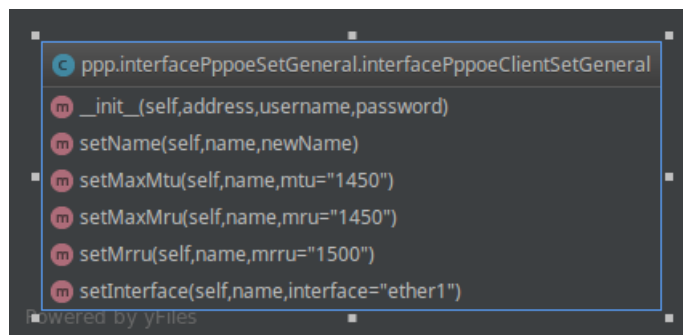 C ppp.interfacePppoeSetGeneral.interfacePppoeClientSetGeneral
m __init__(self,address,username,password)
m setName(self,name,newName)
m setMaxMtu(self,name,mtu="1450")
m setMaxMru(self,name,mru="1450")
m setMrru(self,name,mrru="1500")
m setInterface(self,name,interface="ether1")
Powered by yFiles